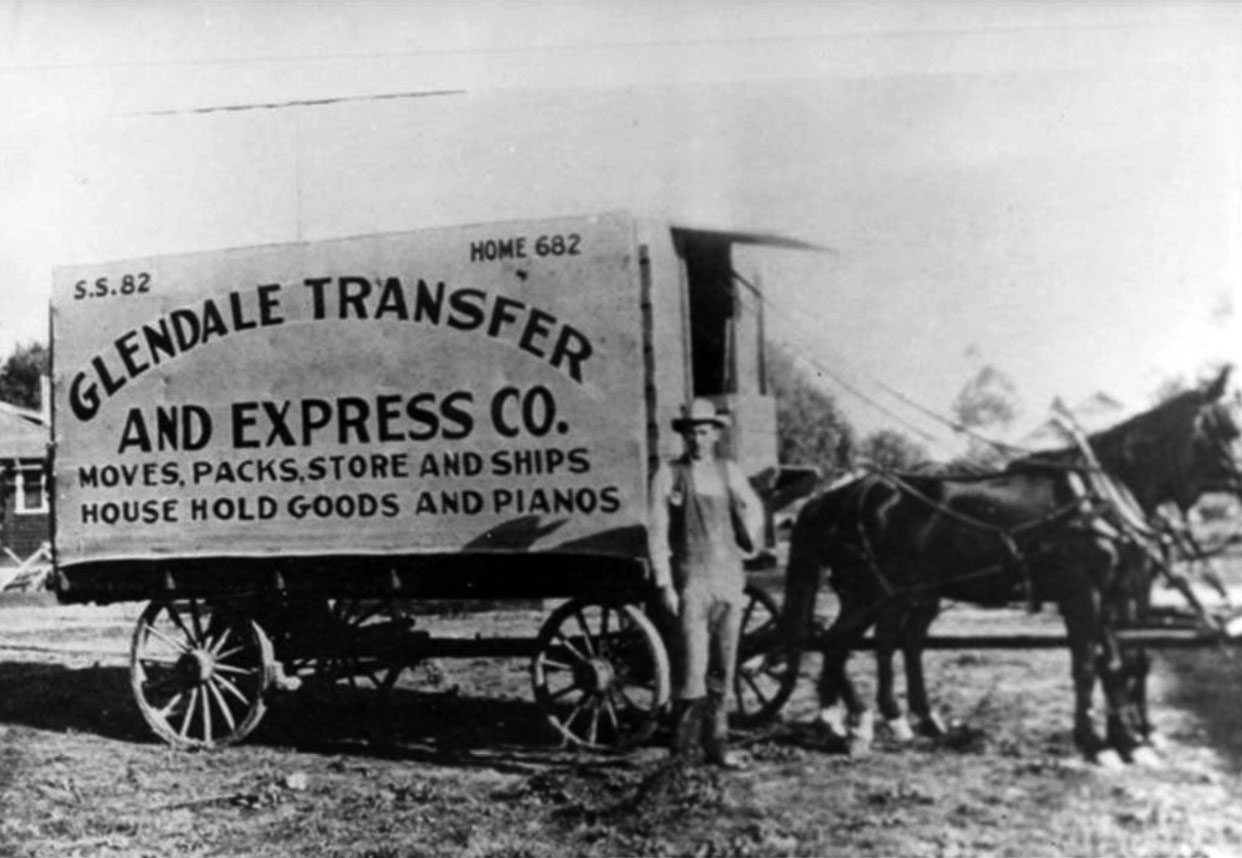 S.S. 82
HOME 682
GLENDALE TRANSFER
AND EXPRESS CO.
MOVES, PACKS, STORE AND SHIPS
HOUSE HOLD GOODS AND PIANOS